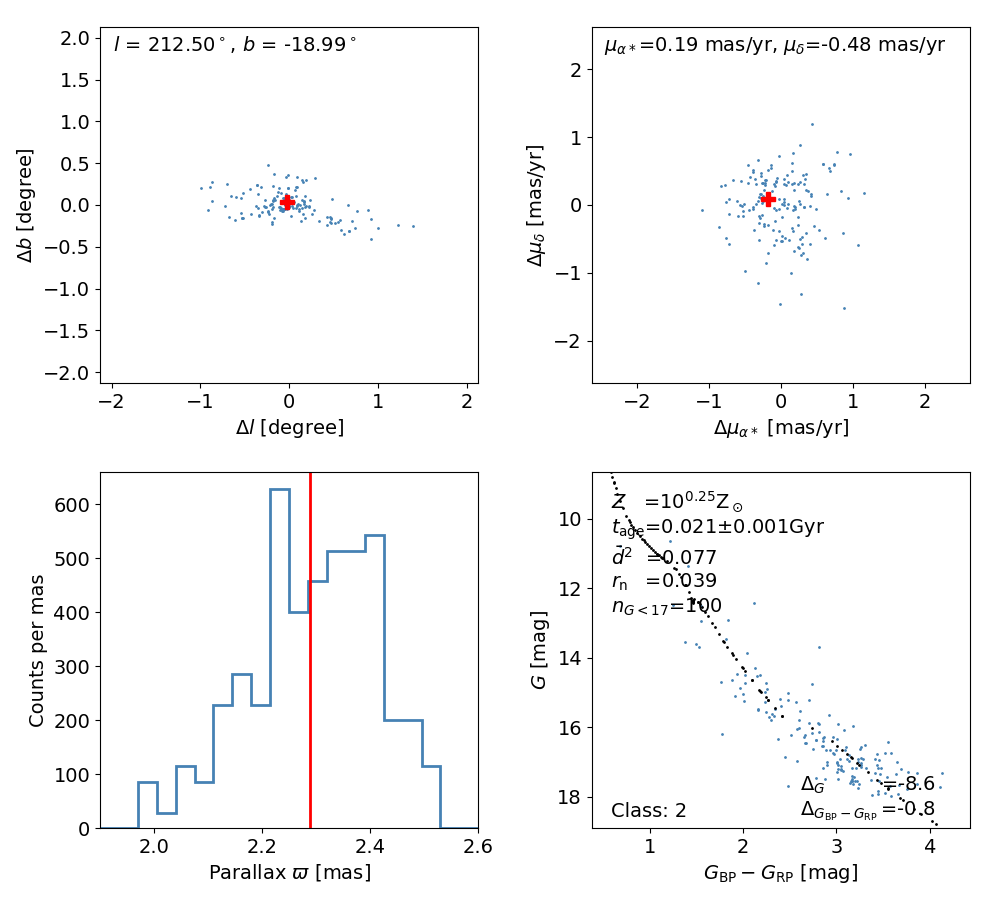 l = 212.50°, b = -18.99°
2.0
1.5
1.0
0.5
0.0
−0.5
−1.0
−1.5
−2.0
−2
−1
0
1
2
Δl [degree]
Δb [degree]
μα*=0.19 mas/yr, μδ=-0.48 mas/yr
2
1
0
−1
−2
−2
−1
0
1
2
Δμα* [mas/yr]
Δμδ [mas/yr]
600
500
400
300
200
100
0
2.0
2.2
2.4
2.6
Parallax ϖ [mas]
Counts per mas
Z =10^0.25 Z⊙
t_age=0.021±0.001Gyr
d̄² =0.077
r_n =0.039
n_G<17=100
Δ_G =-8.6
Δ_G_BP−G_RP =-0.8
Class: 2
10
12
14
16
18
1
2
3
4
G_BP − G_RP [mag]
G [mag]